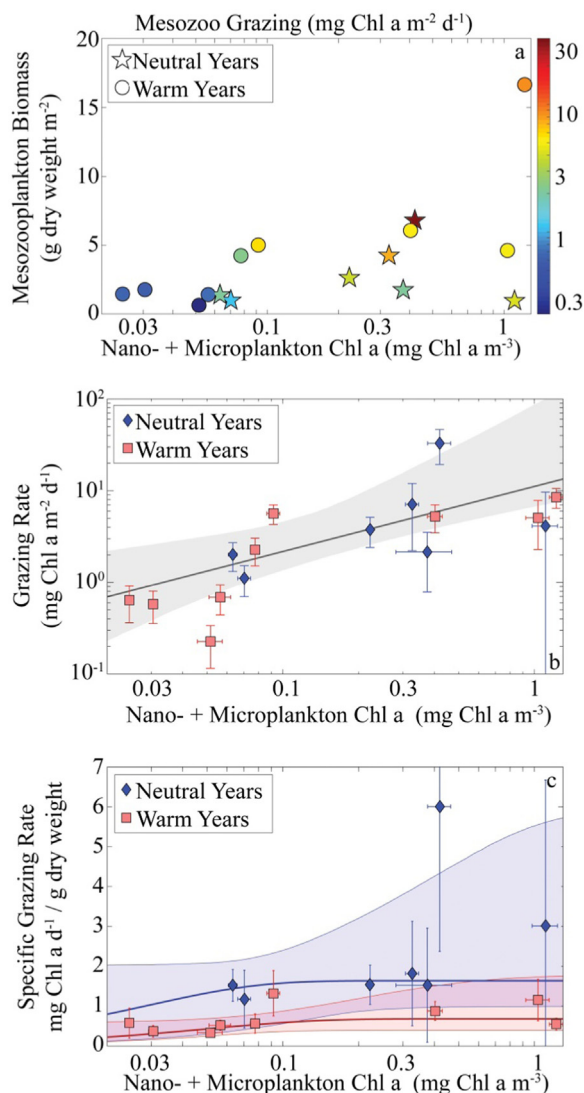 Mesozoo Grazing (mg Chl a m-2 d-1)
a
Neutral Years
Warm Years
Mesozooplankton Biomass
(g dry weight m-2)
20
15
10
5
0
30
10
3
1
0.3
0.03
0.1
0.3
1
Nano- + Microplankton Chl a (mg Chl a m-3)
Neutral Years
Warm Years
Grazing Rate
(mg Chl a m-2 d-1)
102
101
100
10-1
b
0.03
0.1
0.3
1
Nano- + Microplankton Chl a (mg Chl a m-3)
c
Neutral Years
Warm Years
Specific Grazing Rate
mg Chl a d-1 / g dry weight
7
6
5
4
3
2
1
0
0.03
0.1
0.3
1
Nano- + Microplankton Chl a (mg Chl a m-3)